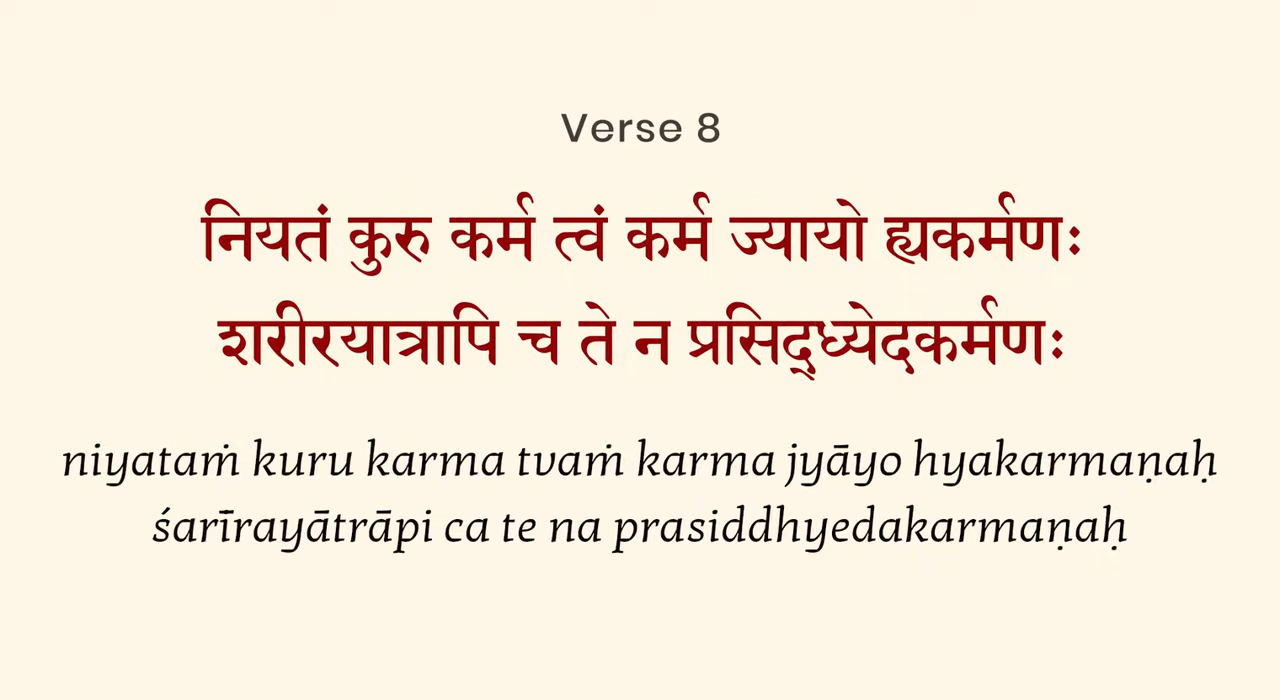 Verse 8
नियतं कुरु कर्म त्वं कर्म ज्यायो ह्यकर्मणः
शरीरयात्रापि च ते न प्रसिद्ध्येदकर्मणः
niyataṁ kuru karma tvaṁ karma jyāyo hyakarmaṇaḥ
śarīrayātrāpi ca te na prasiddhyedakarmaṇaḥ